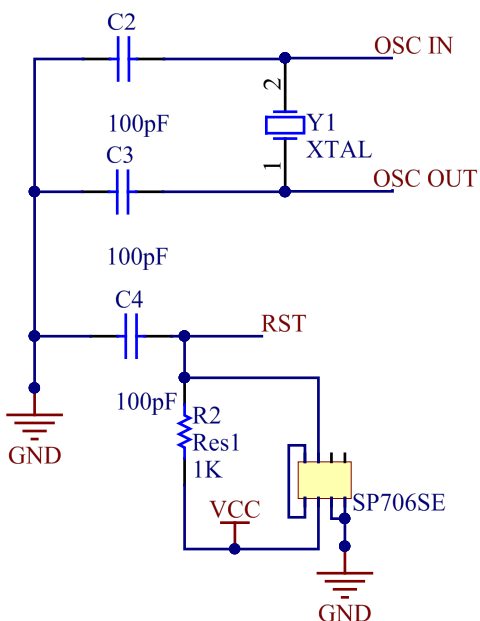 C2
OSC IN
2
100pF
Y1
XTAL
C3
1
OSC OUT
100pF
C4
RST
100pF
R2
Res1
1K
GND
VCC
SP706SE
GND